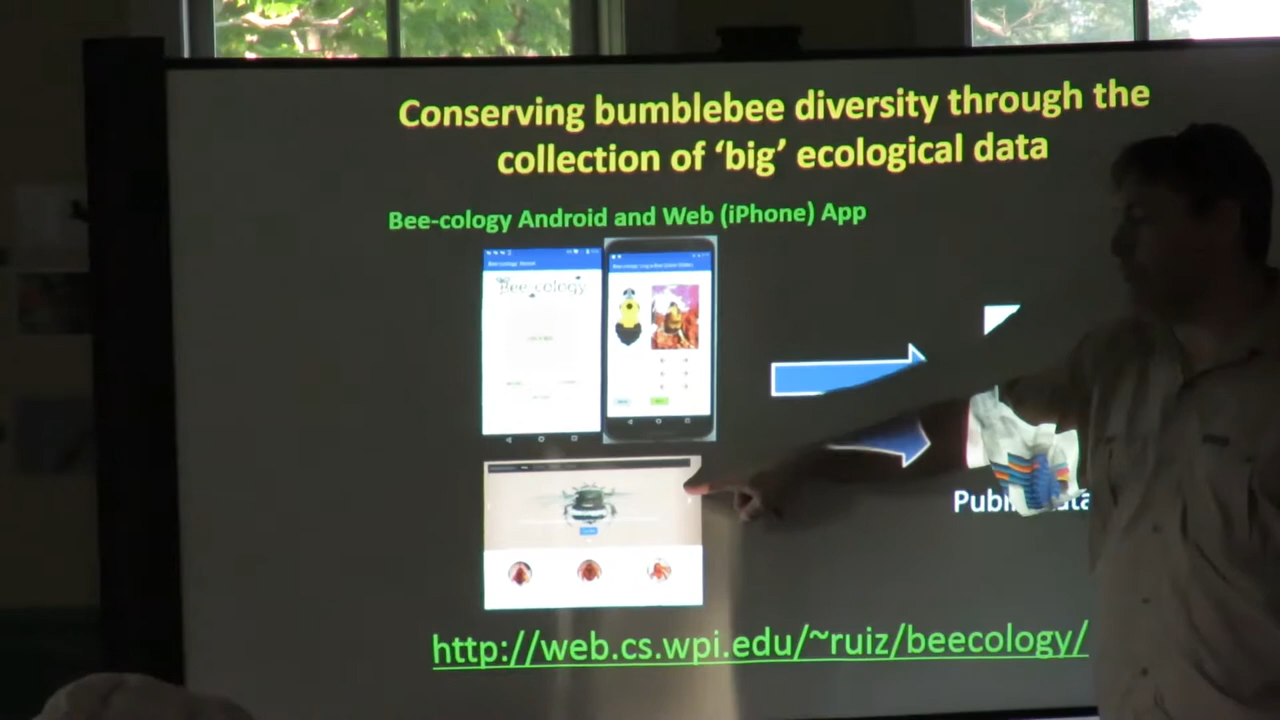 Conserving bumblebee diversity through the
collection of ‘big’ ecological data
Bee-cology Android and Web (iPhone) App
Bee-cology
http://web.cs.wpi.edu/~ruiz/beecology/